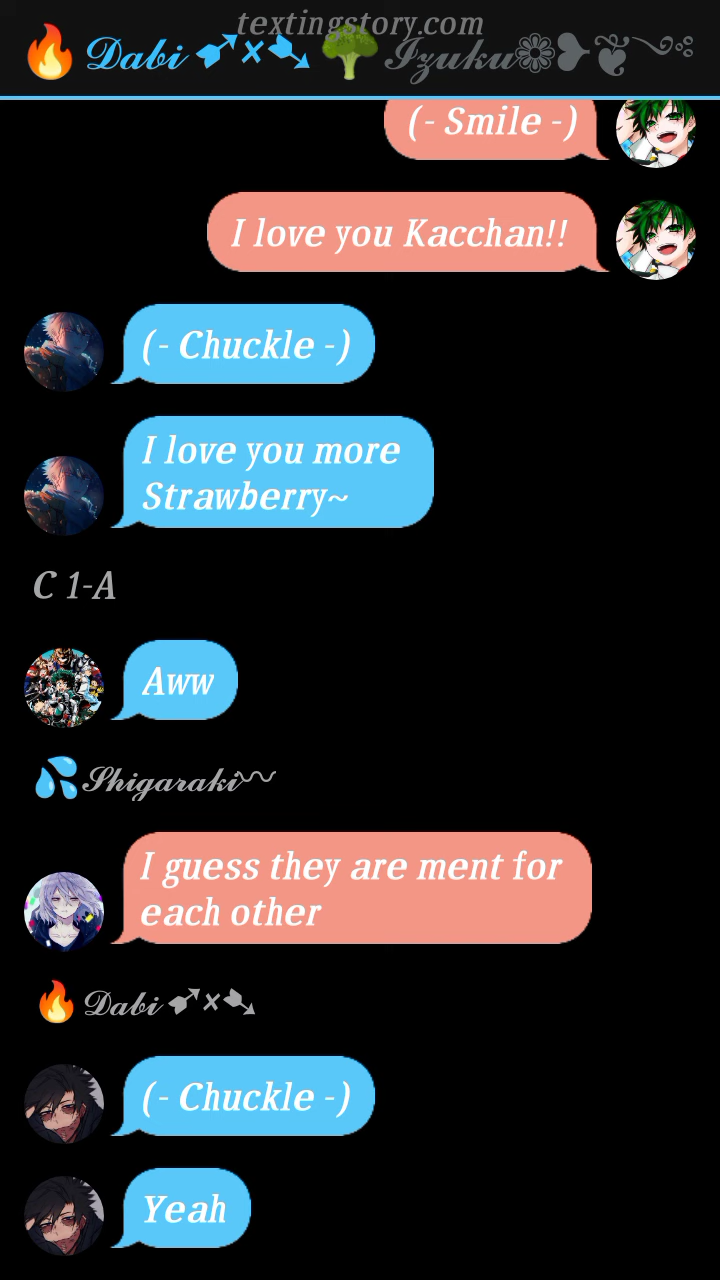 textingstory.com
🔥Dabi ➶×➴ 🌳Izuku❁❥❦〜༗
(- Smile -)
I love you Kacchan!!
(- Chuckle -)
I love you more
Strawberry~
C 1-A
Aww
💦Shigaraki〰
I guess they are ment for
each other
🔥Dabi ➶×➴
(- Chuckle -)
Yeah